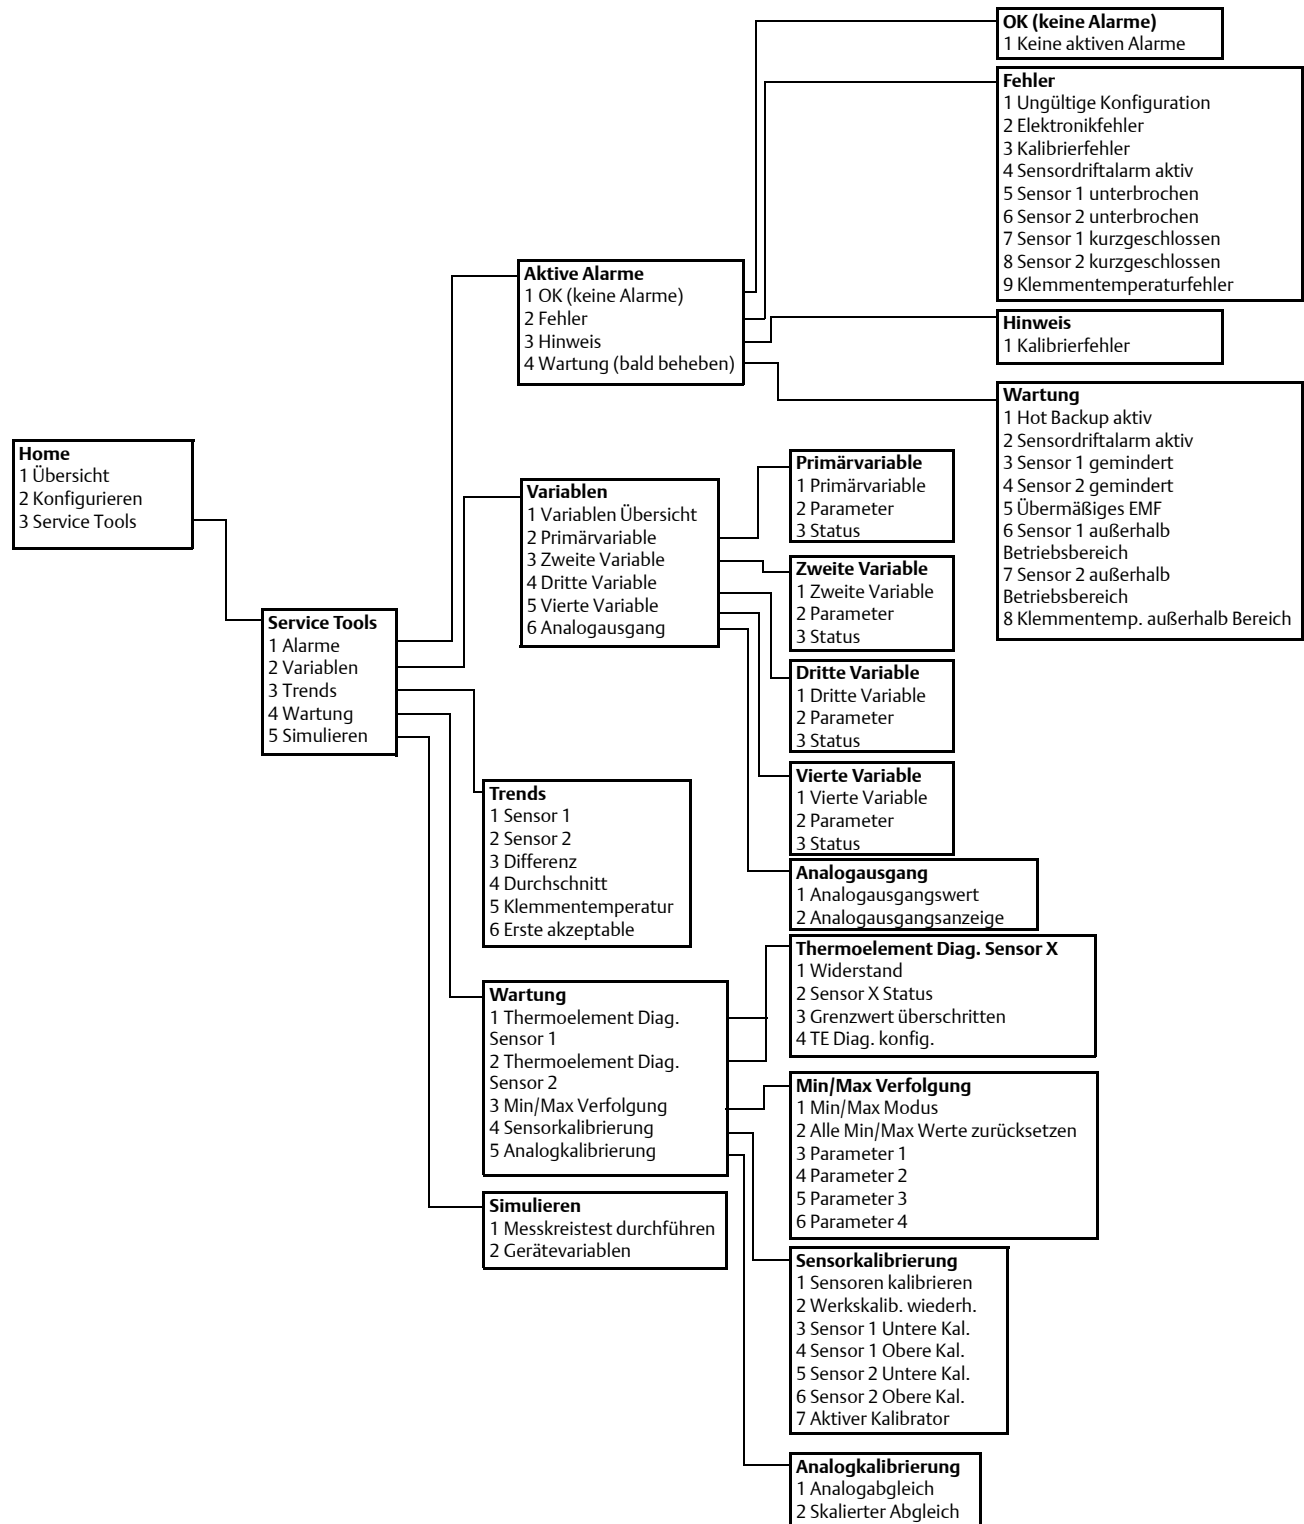 Home
1 Übersicht
2 Konfigurieren
3 Service Tools
Service Tools
1 Alarme
2 Variablen
3 Trends
4 Wartung
5 Simulieren
Aktive Alarme
1 OK (keine Alarme)
2 Fehler
3 Hinweis
4 Wartung (bald beheben)
Variablen
1 Variablen Übersicht
2 Primärvariable
3 Zweite Variable
4 Dritte Variable
5 Vierte Variable
6 Analogausgang
Trends
1 Sensor 1
2 Sensor 2
3 Differenz
4 Durchschnitt
5 Klemmentemperatur
6 Erste akzeptable
Wartung
1 Thermoelement Diag.
Sensor 1
2 Thermoelement Diag.
Sensor 2
3 Min/Max Verfolgung
4 Sensorkalibrierung
5 Analogkalibrierung
Simulieren
1 Messkreistest durchführen
2 Gerätevariablen
OK (keine Alarme)
1 Keine aktiven Alarme
Fehler
1 Ungültige Konfiguration
2 Elektronikfehler
3 Kalibrierfehler
4 Sensordriftalarm aktiv
5 Sensor 1 unterbrochen
6 Sensor 2 unterbrochen
7 Sensor 1 kurzgeschlossen
8 Sensor 2 kurzgeschlossen
9 Klemmentemperaturfehler
Hinweis
1 Kalibrierfehler
Wartung
1 Hot Backup aktiv
2 Sensordriftalarm aktiv
3 Sensor 1 gemindert
4 Sensor 2 gemindert
5 Übermäßiges EMF
6 Sensor 1 außerhalb
Betriebsbereich
7 Sensor 2 außerhalb
Betriebsbereich
8 Klemmentemp. außerhalb Bereich
Primärvariable
1 Primärvariable
2 Parameter
3 Status
Zweite Variable
1 Zweite Variable
2 Parameter
3 Status
Dritte Variable
1 Dritte Variable
2 Parameter
3 Status
Vierte Variable
1 Vierte Variable
2 Parameter
3 Status
Analogausgang
1 Analogausgangswert
2 Analogausgangsanzeige
Thermoelement Diag. Sensor X
1 Widerstand
2 Sensor X Status
3 Grenzwert überschritten
4 TE Diag. konfig.
Min/Max Verfolgung
1 Min/Max Modus
2 Alle Min/Max Werte zurücksetzen
3 Parameter 1
4 Parameter 2
5 Parameter 3
6 Parameter 4
Sensorkalibrierung
1 Sensoren kalibrieren
2 Werkskalib. wiederh.
3 Sensor 1 Untere Kal.
4 Sensor 1 Obere Kal.
5 Sensor 2 Untere Kal.
6 Sensor 2 Obere Kal.
7 Aktiver Kalibrator
Analogkalibrierung
1 Analogabgleich
2 Skalierter Abgleich